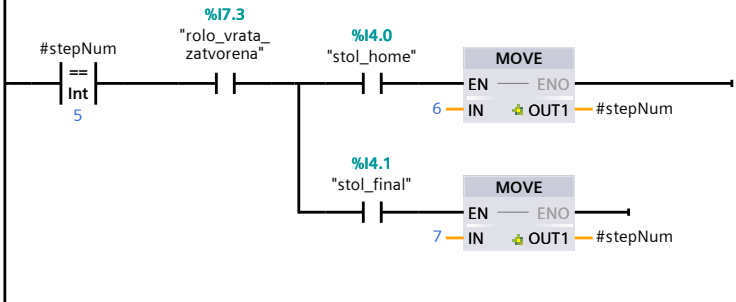 %I7.3
"rolo_vrata_
zatvorena"
%I4.0
"stol_home"
#stepNum
==
Int
5
MOVE
EN
ENO
6
IN
OUT1
#stepNum
%I4.1
"stol_final"
MOVE
EN
ENO
7
IN
OUT1
#stepNum